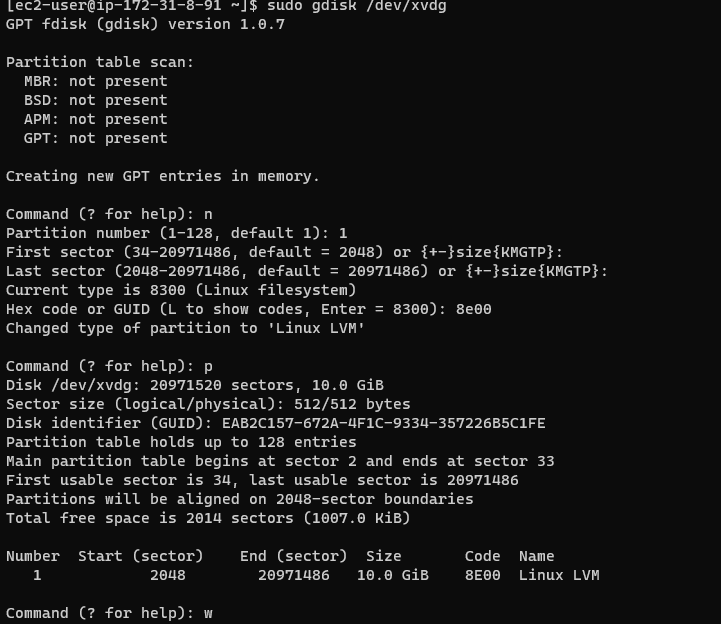 [ec2-user@ip-172-31-8-91 ~]$ sudo gdisk /dev/xvdg
GPT fdisk (gdisk) version 1.0.7
Partition table scan:
  MBR: not present
  BSD: not present
  APM: not present
  GPT: not present
Creating new GPT entries in memory.
Command (? for help): n
Partition number (1-128, default 1): 1
First sector (34-20971486, default = 2048) or {+-}size{KMGTP}:
Last sector (2048-20971486, default = 20971486) or {+-}size{KMGTP}:
Current type is 8300 (Linux filesystem)
Hex code or GUID (L to show codes, Enter = 8300): 8e00
Changed type of partition to 'Linux LVM'
Command (? for help): p
Disk /dev/xvdg: 20971520 sectors, 10.0 GiB
Sector size (logical/physical): 512/512 bytes
Disk identifier (GUID): EAB2C157-672A-4F1C-9334-357226B5C1FE
Partition table holds up to 128 entries
Main partition table begins at sector 2 and ends at sector 33
First usable sector is 34, last usable sector is 20971486
Partitions will be aligned on 2048-sector boundaries
Total free space is 2014 sectors (1007.0 KiB)
Number  Start (sector)    End (sector)  Size       Code  Name
   1            2048        20971486   10.0 GiB    8E00  Linux LVM
Command (? for help): w